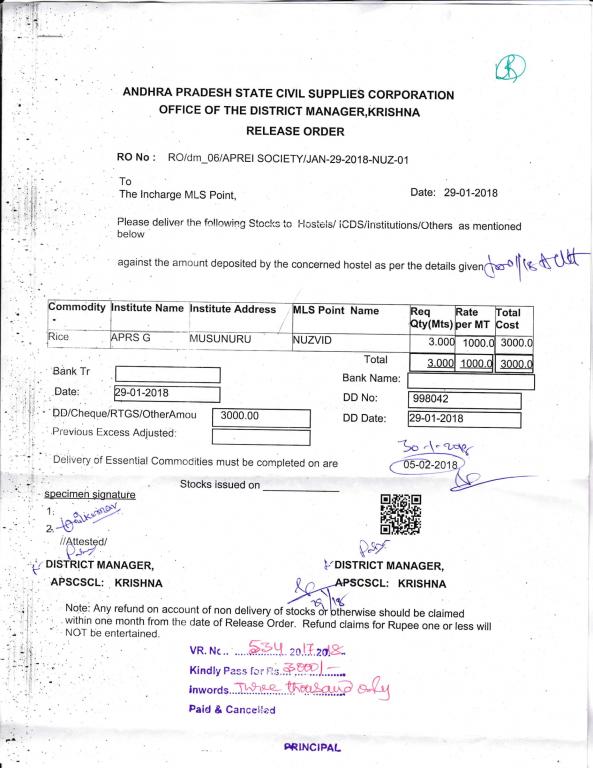 ANDHRA PRADESH STATE CIVIL SUPPLIES CORPORATION
OFFICE OF THE DISTRICT MANAGER,KRISHNA
RELEASE ORDER
RO No : RO/dm_06/APREI SOCIETY/JAN-29-2018-NUZ-01
To
The Incharge MLS Point,
Date: 29-01-2018
Please deliver the following Stocks to Hostels/ ICDS/institutions/Others as mentioned
below
against the amount deposited by the concerned hostel as per the details given
Commodity Institute Name Institute Address MLS Point Name Req Qty(Mts) Rate per MT Total Cost
Rice APRS G MUSUNURU NUZVID 3.000 1000.0 3000.0
Total 3.000 1000.0 3000.0
Bank Tr
Bank Name:
Date: 29-01-2018
DD No: 998042
DD/Cheque/RTGS/OtherAmou 3000.00
DD Date: 29-01-2018
Previous Excess Adjusted:
30-1-2018
Delivery of Essential Commodities must be completed on are 05-02-2018
Stocks issued on
specimen signature
1.
2.
//Attested/
DISTRICT MANAGER,
APSCSCL: KRISHNA
DISTRICT MANAGER,
APSCSCL: KRISHNA
Note: Any refund on account of non delivery of stocks or otherwise should be claimed
within one month from the date of Release Order. Refund claims for Rupee one or less will
NOT be entertained.
VR. Nc.. 534 2017.2018
Kindly Pass for Rs. 3000/-
Inwords... Three thousand only
Paid & Cancelled
PRINCIPAL